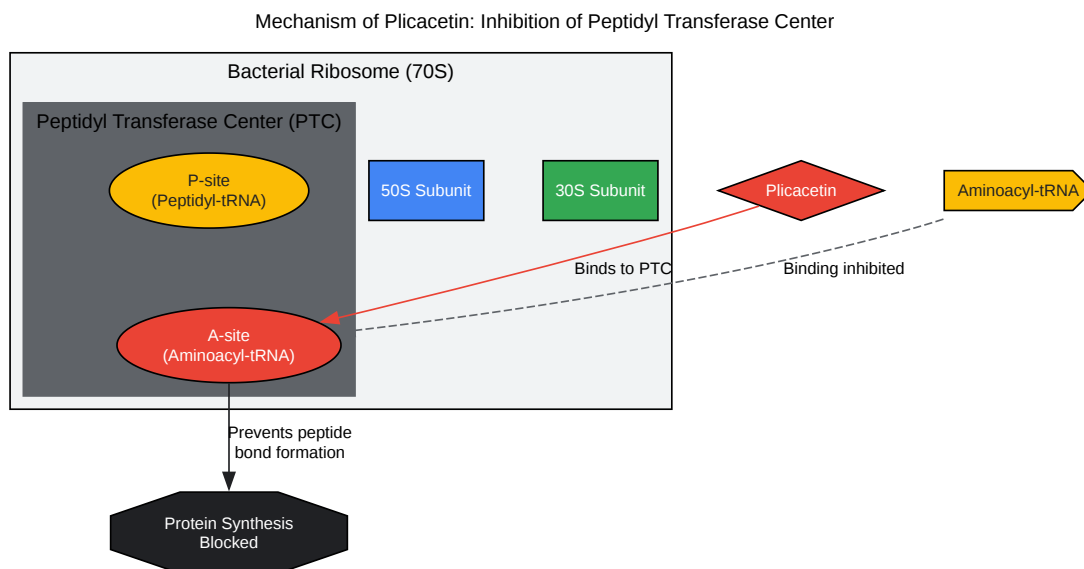 Mechanism of Plicacetin: Inhibition of Peptidyl Transferase Center
Bacterial Ribosome (70S)
Peptidyl Transferase Center (PTC)
P-site
(Peptidyl-tRNA)
50S Subunit
30S Subunit
Plicacetin
Aminoacyl-tRNA
Binds to PTC
Binding inhibited
A-site
(Aminoacyl-tRNA)
Prevents peptide
bond formation
Protein Synthesis
Blocked